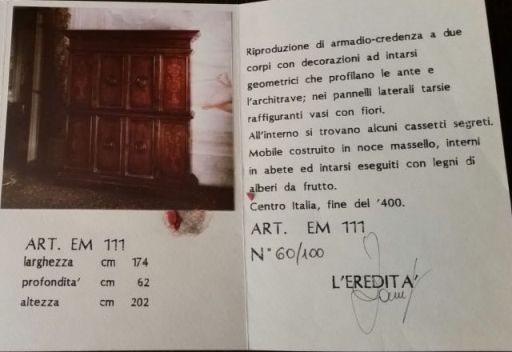 ART. EM 111
larghezza cm 174
profondita' cm 62
altezza cm 202
Riproduzione di armadio-credenza a due
corpi con decorazioni ad intarsi
geometrici che profilano le ante e
l'architrave; nei pannelli laterali tarsie
raffiguranti vasi con fiori.
All'interno si trovano alcuni cassetti segreti.
Mobile costruito in noce massello, interni
in abete ed intarsi eseguiti con legni di
alberi da frutto.
Centro Italia, fine del '400.
ART. EM 111
N° 60/100
L'EREDITA'